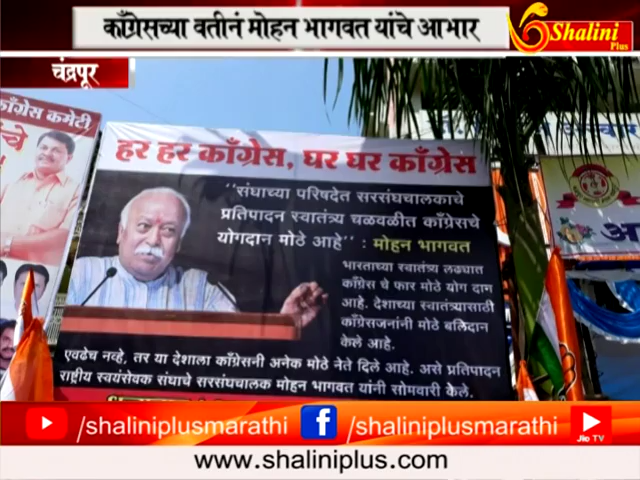 काँग्रेसच्या वतीनं मोहन भागवत यांचे आभार
Shalini
Plus
चंद्रपूर
काँग्रेस कमेटी
हर हर काँग्रेस, घर घर काँग्रेस
"संघाच्या परिषदेत सरसंघचालकाचे
प्रतिपादन स्वातंत्र्य चळवळीत काँग्रेसचे
योगदान मोठे आहे" : मोहन भागवत
भारताच्या स्वातंत्र्य लढ्यात
काँग्रेस चे फार मोठे योग दान
आहे. देशाच्या स्वातंत्र्यासाठी
काँग्रेसजनांनी मोठे बलिदान
केले आहे.
एवढेच नव्हे, तर या देशाला काँग्रेसनी अनेक मोठे नेते दिले आहे. असे प्रतिपादन
राष्ट्रीय स्वयंसेवक संघाचे सरसंघचालक मोहन भागवत यांनी सोमवारी केले.
/shaliniplusmarathi
/shaliniplusmarathi
Jio TV
www.shaliniplus.com